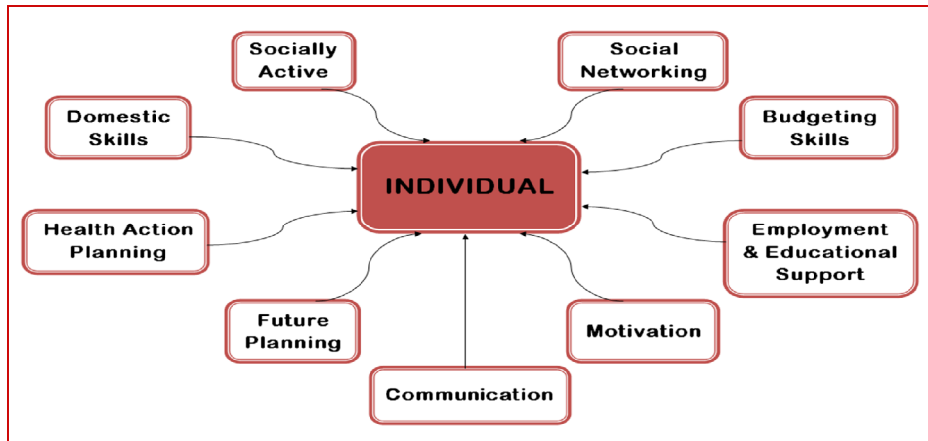 Socially
Active
Social
Networking
Domestic
Skills
Budgeting
Skills
INDIVIDUAL
Health Action
Planning
Employment
& Educational
Support
Future
Planning
Motivation
Communication